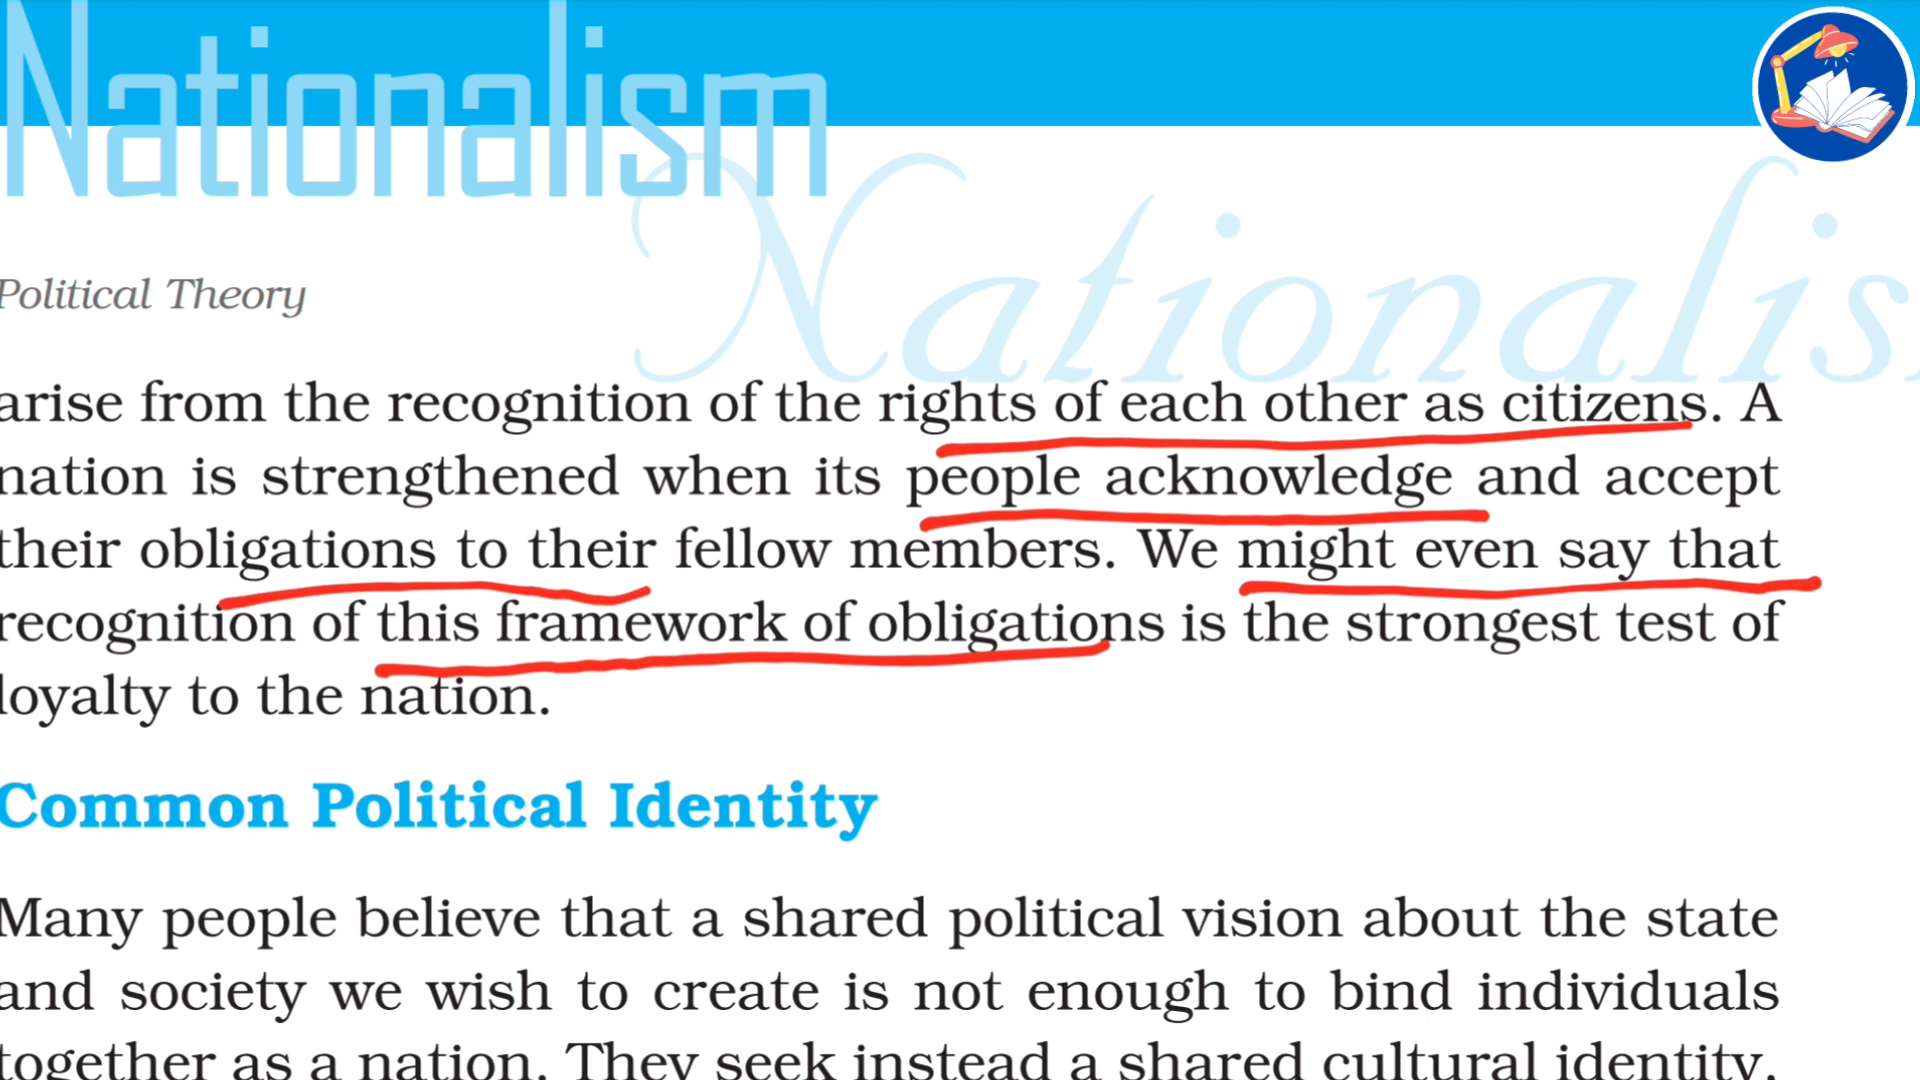 Nationalism
Nationalis
Political Theory
arise from the recognition of the rights of each other as citizens. A
nation is strengthened when its people acknowledge and accept
their obligations to their fellow members. We might even say that
recognition of this framework of obligations is the strongest test of
loyalty to the nation.
Common Political Identity
Many people believe that a shared political vision about the state
and society we wish to create is not enough to bind individuals
together as a nation. They seek instead a shared cultural identity,